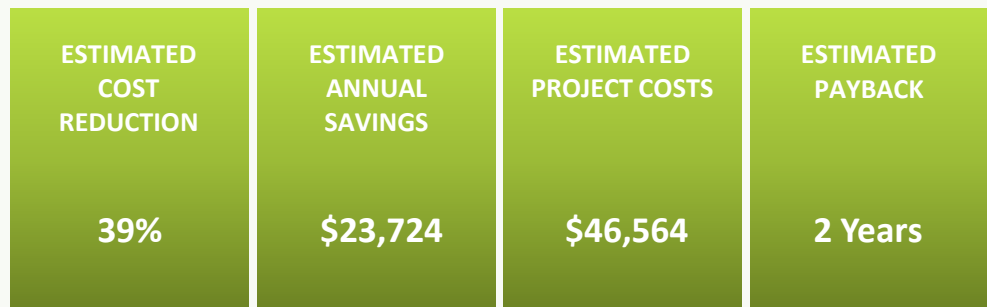 ESTIMATED
COST
REDUCTION
39%
ESTIMATED
ANNUAL
SAVINGS
$23,724
ESTIMATED
PROJECT COSTS
$46,564
ESTIMATED
PAYBACK
2 Years